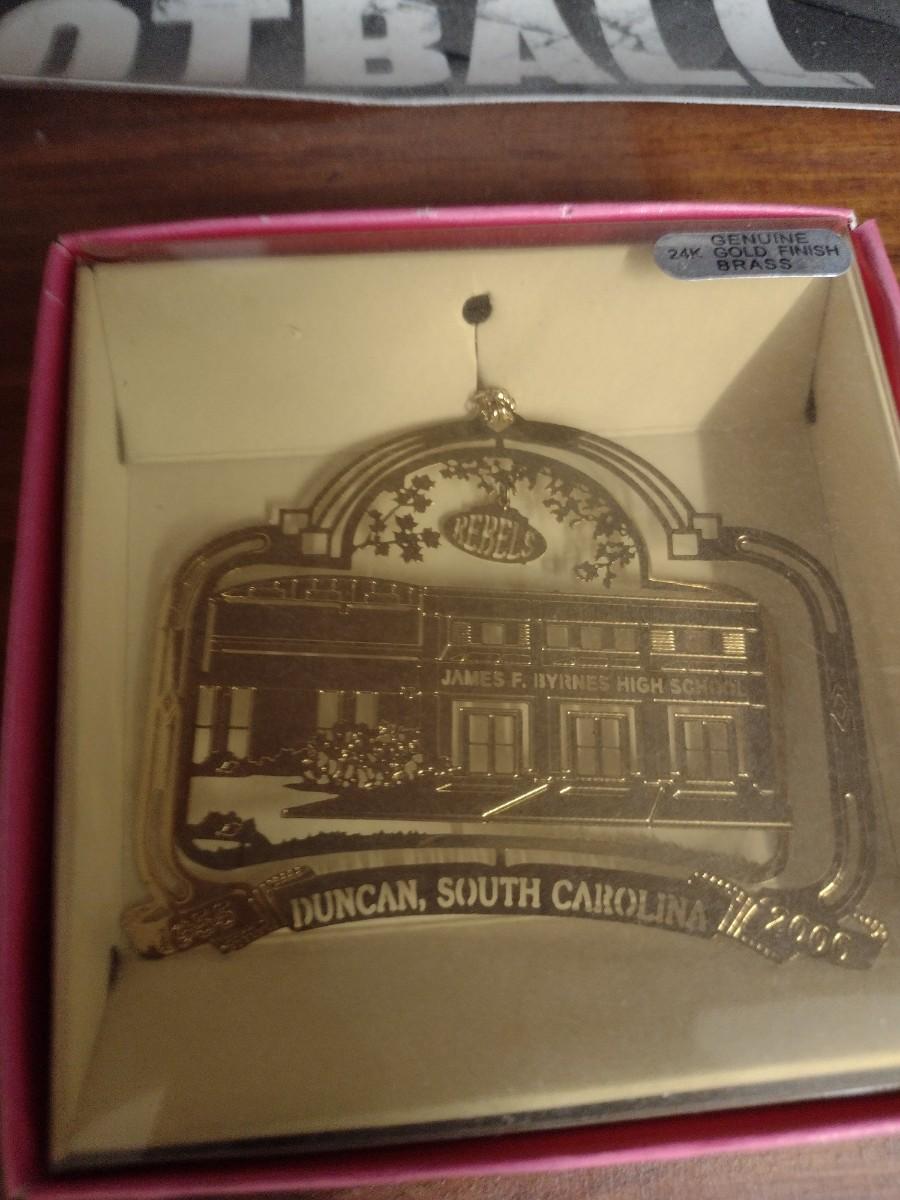 OTBALL
GENUINE
24K GOLD FINISH
BRASS
REBELS
JAMES F. BYRNES HIGH SCHOOL
DUNCAN, SOUTH CAROLINA
2000